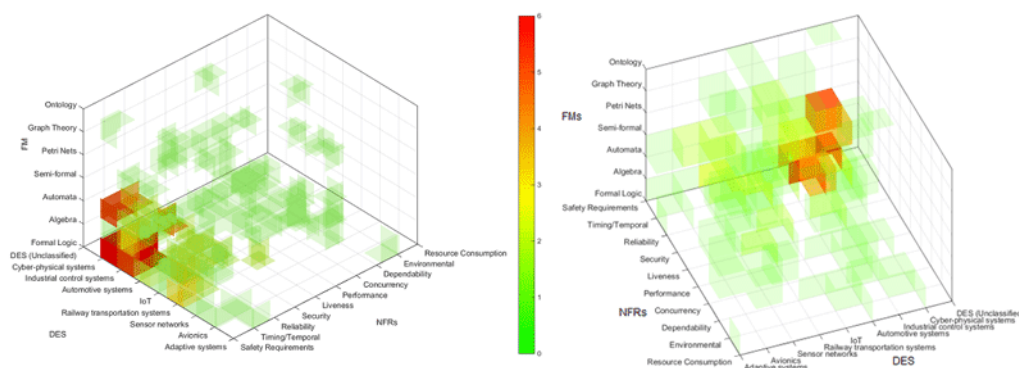 Ontology
Graph Theory
Petri Nets
Semi-formal
Automata
Algebra
Formal Logic
FM
DES (Unclassified)
Cyber-physical systems
Industrial control systems
Automotive systems
IoT
Railway transportation systems
Sensor networks
Avionics
Adaptive systems
DES
Resource Consumption
Environmental
Dependability
Concurrency
Performance
Liveness
Security
Reliability
Timing/Temporal
Safety Requirements
NFRs
6
5
4
3
2
1
0
Ontology
Graph Theory
Petri Nets
Semi-formal
Automata
Algebra
Formal Logic
FMs
Safety Requirements
Timing/Temporal
Reliability
Security
Liveness
Performance
Concurrency
Dependability
Environmental
Resource Consumption
NFRs
DES (Unclassified
Cyber-physical systems
Industrial control systems
Automotive systems
IoT
Railway transportation systems
Sensor networks
Avionics
Adaptive systems
DES